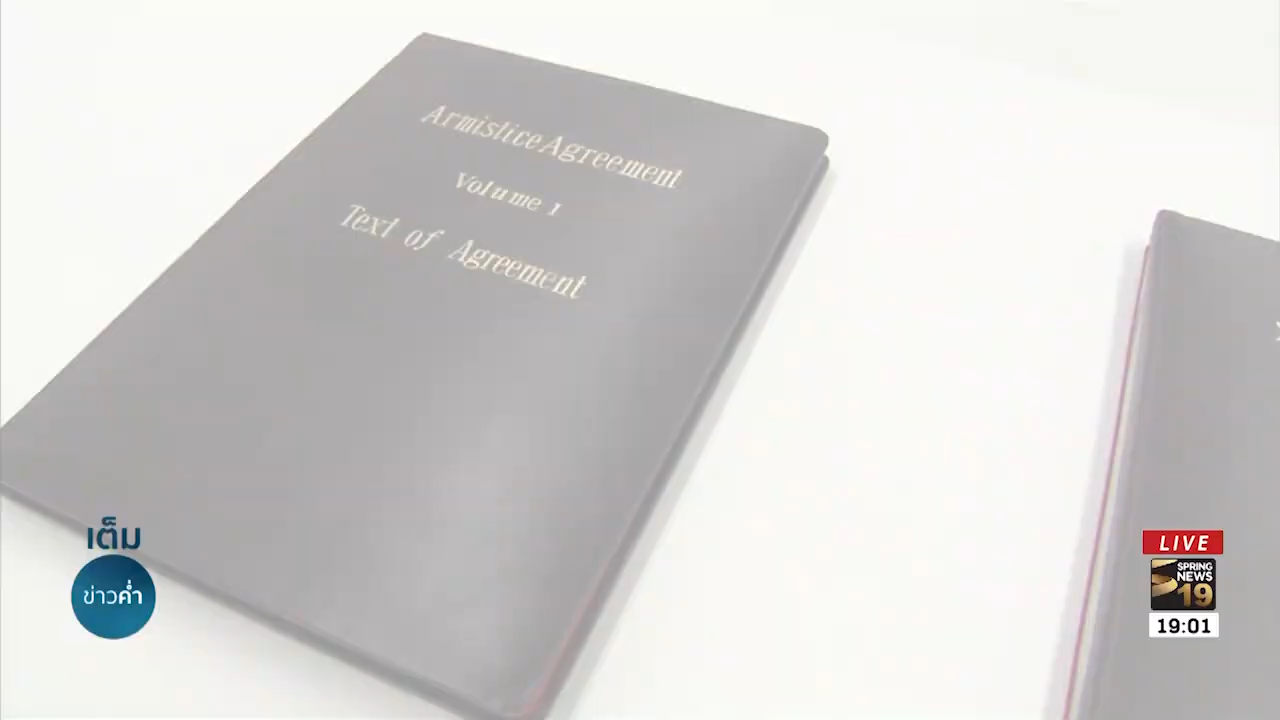 Armistice Agreement
Volume 1
Text of Agreement
เต็ม
ข่าวค่ำ
LIVE
SPRING
NEWS
19
19:01